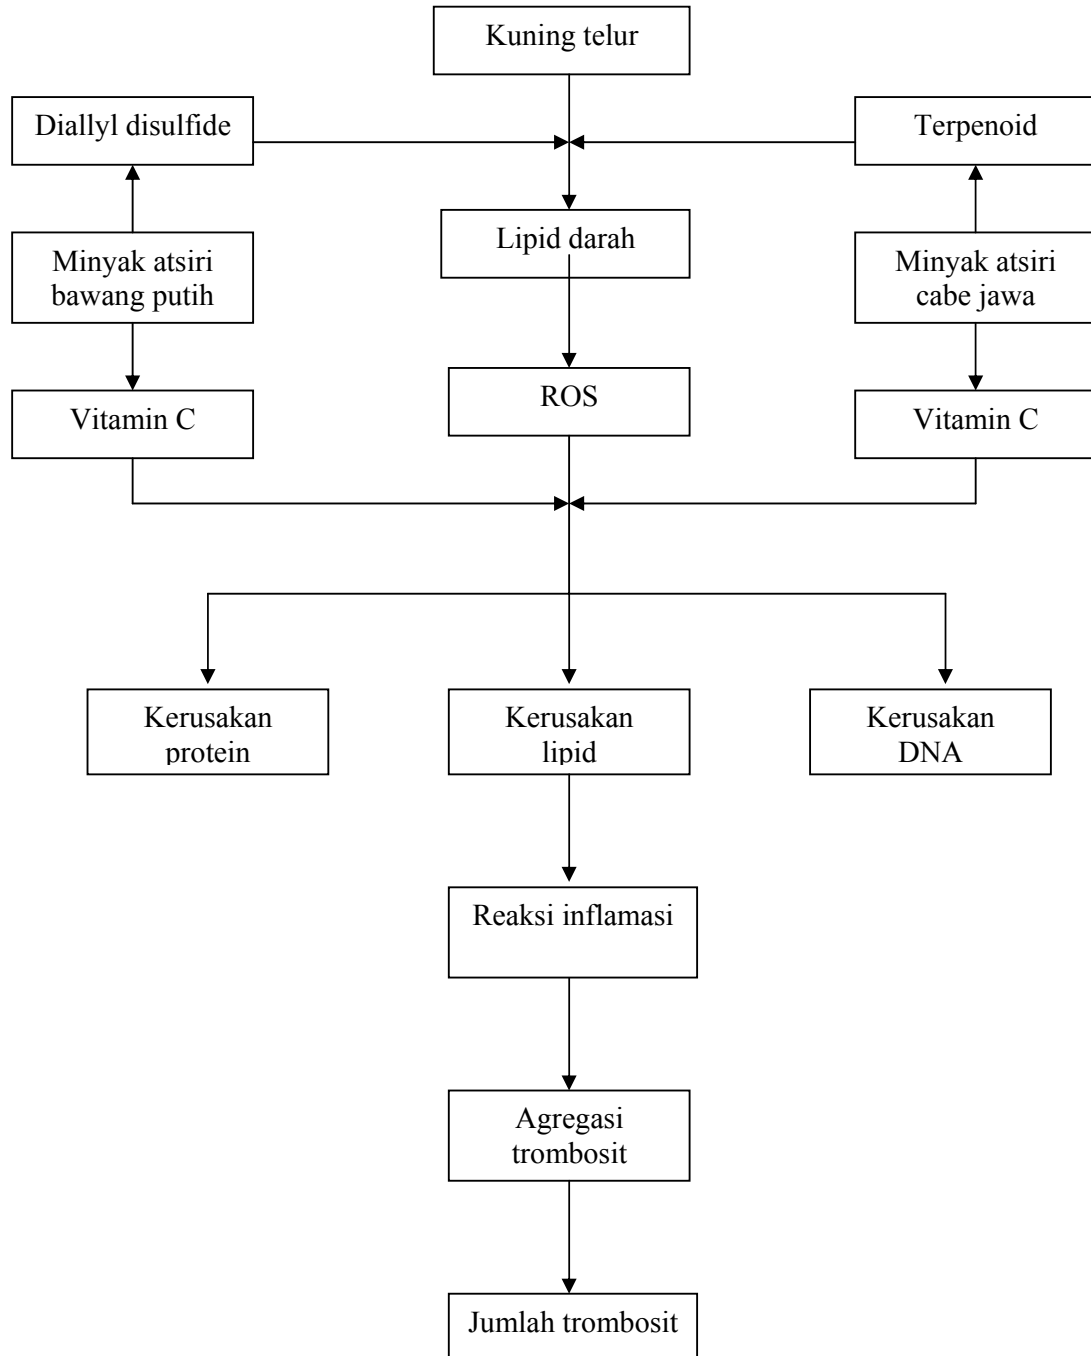 Kuning telur
Diallyl disulfide
Terpenoid
Lipid darah
Minyak atsiri
bawang putih
Minyak atsiri
cabe jawa
ROS
Vitamin C
Vitamin C
Kerusakan
protein
Kerusakan
lipid
Kerusakan
DNA
Reaksi inflamasi
Agregasi
trombosit
Jumlah trombosit